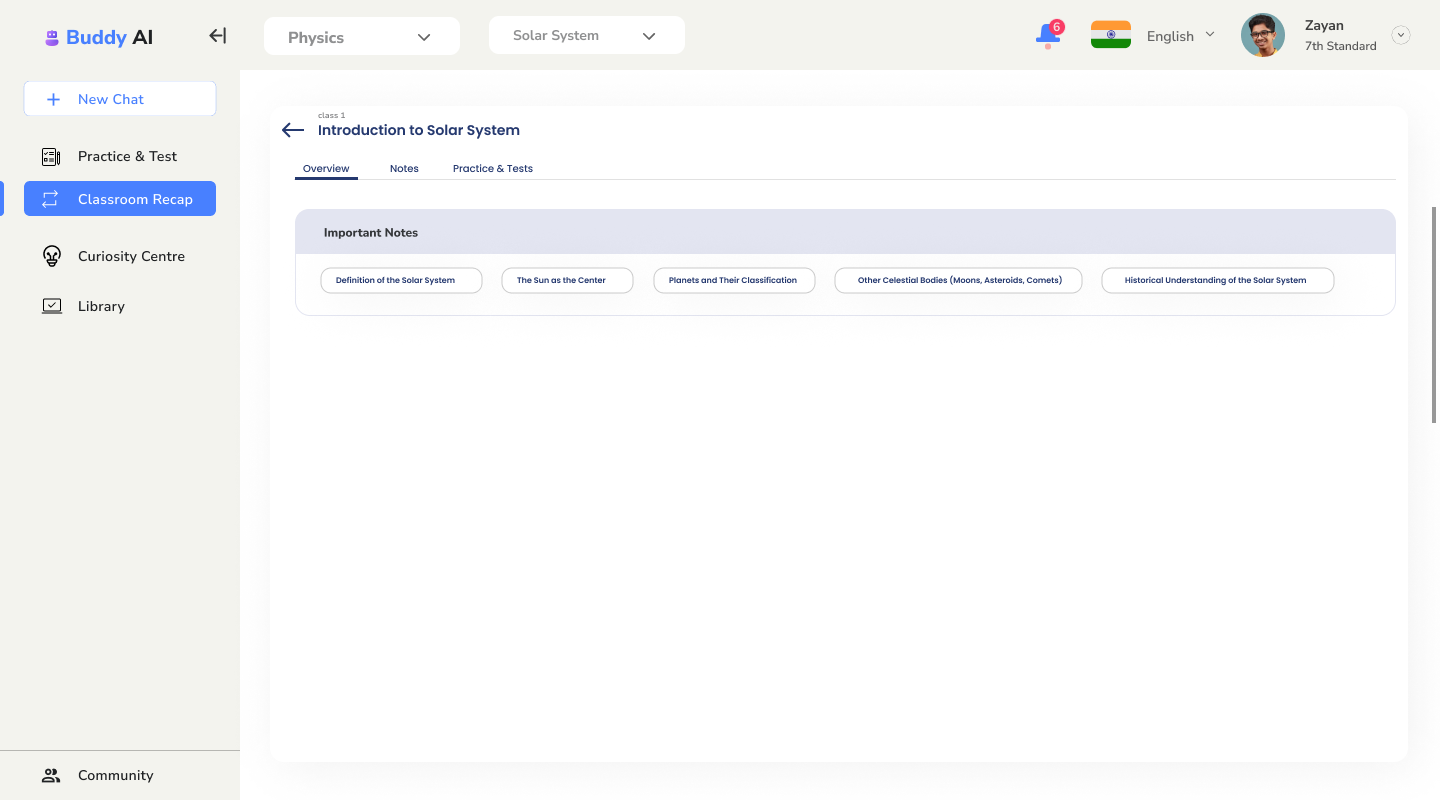 Buddy AI
Physics
Solar System
6
English
Zayan
7th Standard
New Chat
Practice & Test
Classroom Recap
Curiosity Centre
Library
Community
class 1
Introduction to Solar System
Overview
Notes
Practice & Tests
Important Notes
Definition of the Solar System
The Sun as the Center
Planets and Their Classification
Other Celestial Bodies (Moons, Asteroids, Comets)
Historical Understanding of the Solar System